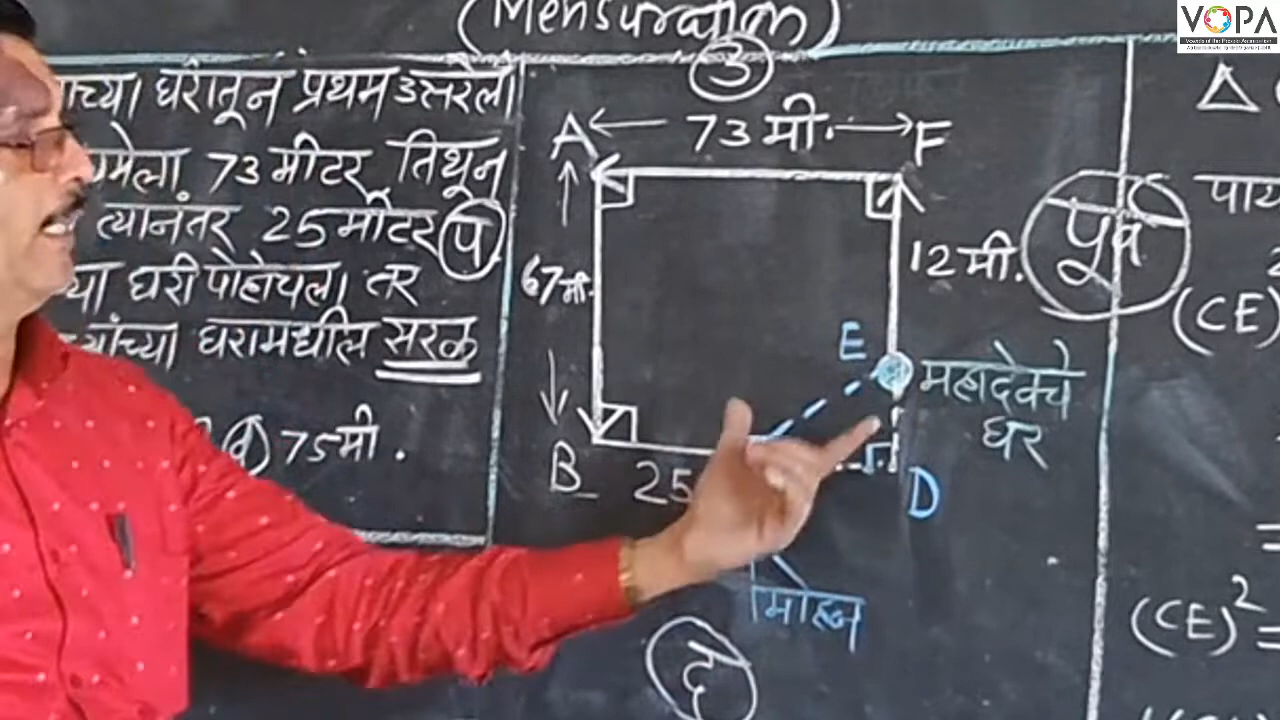 VOPA
(Mensuration)
च्या घरातून प्रथम उत्तरेला
73 मीटर तिथून
त्यानंतर 25 मीटर प
घरी पोहोचला तर
घरामधील सरळ
75 मी.
उ
A 73 मी. F
67 मी.
12 मी.
पूर्व
E
महादेवचे
घर
B 25
D
मोहन
द
Δ
(CE)
=
(CE)² =